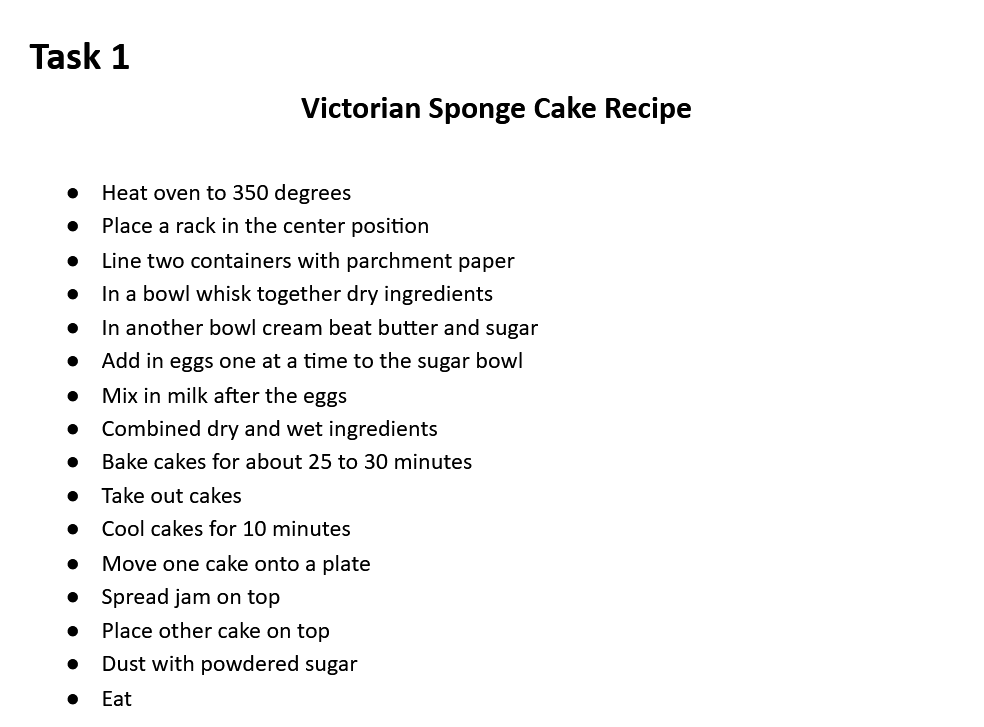 Task 1
Victorian Sponge Cake Recipe
● Heat oven to 350 degrees
● Place a rack in the center position
● Line two containers with parchment paper
● In a bowl whisk together dry ingredients
● In another bowl cream beat butter and sugar
● Add in eggs one at a time to the sugar bowl
● Mix in milk after the eggs
● Combined dry and wet ingredients
● Bake cakes for about 25 to 30 minutes
● Take out cakes
● Cool cakes for 10 minutes
● Move one cake onto a plate
● Spread jam on top
● Place other cake on top
● Dust with powdered sugar
● Eat